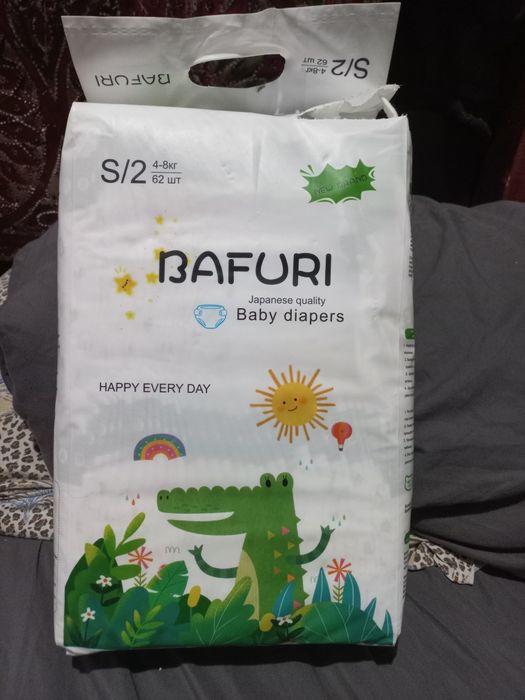 BAFURI
S/2
4-8кг
62 шт
S/2 4-8кг
62 шт
NEW BRAND
BAFURI
Japanese quality
Baby diapers
HAPPY EVERY DAY